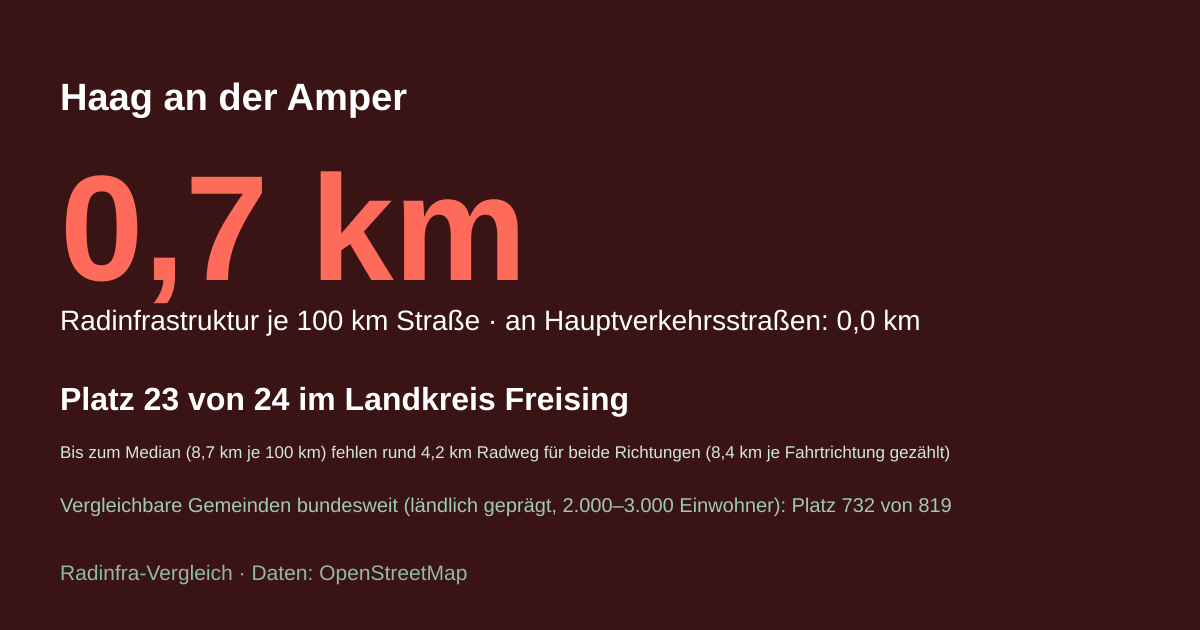 Haag an der Amper
0,7 km
Radinfrastruktur je 100 km Straße · an Hauptverkehrsstraßen: 0,0 km
Platz 23 von 24 im Landkreis Freising
Bis zum Median (8,7 km je 100 km) fehlen rund 4,2 km Radweg für beide Richtungen (8,4 km je Fahrtrichtung gezählt)
Vergleichbare Gemeinden bundesweit (ländlich geprägt, 2.000–3.000 Einwohner): Platz 732 von 819
Radinfra-Vergleich · Daten: OpenStreetMap